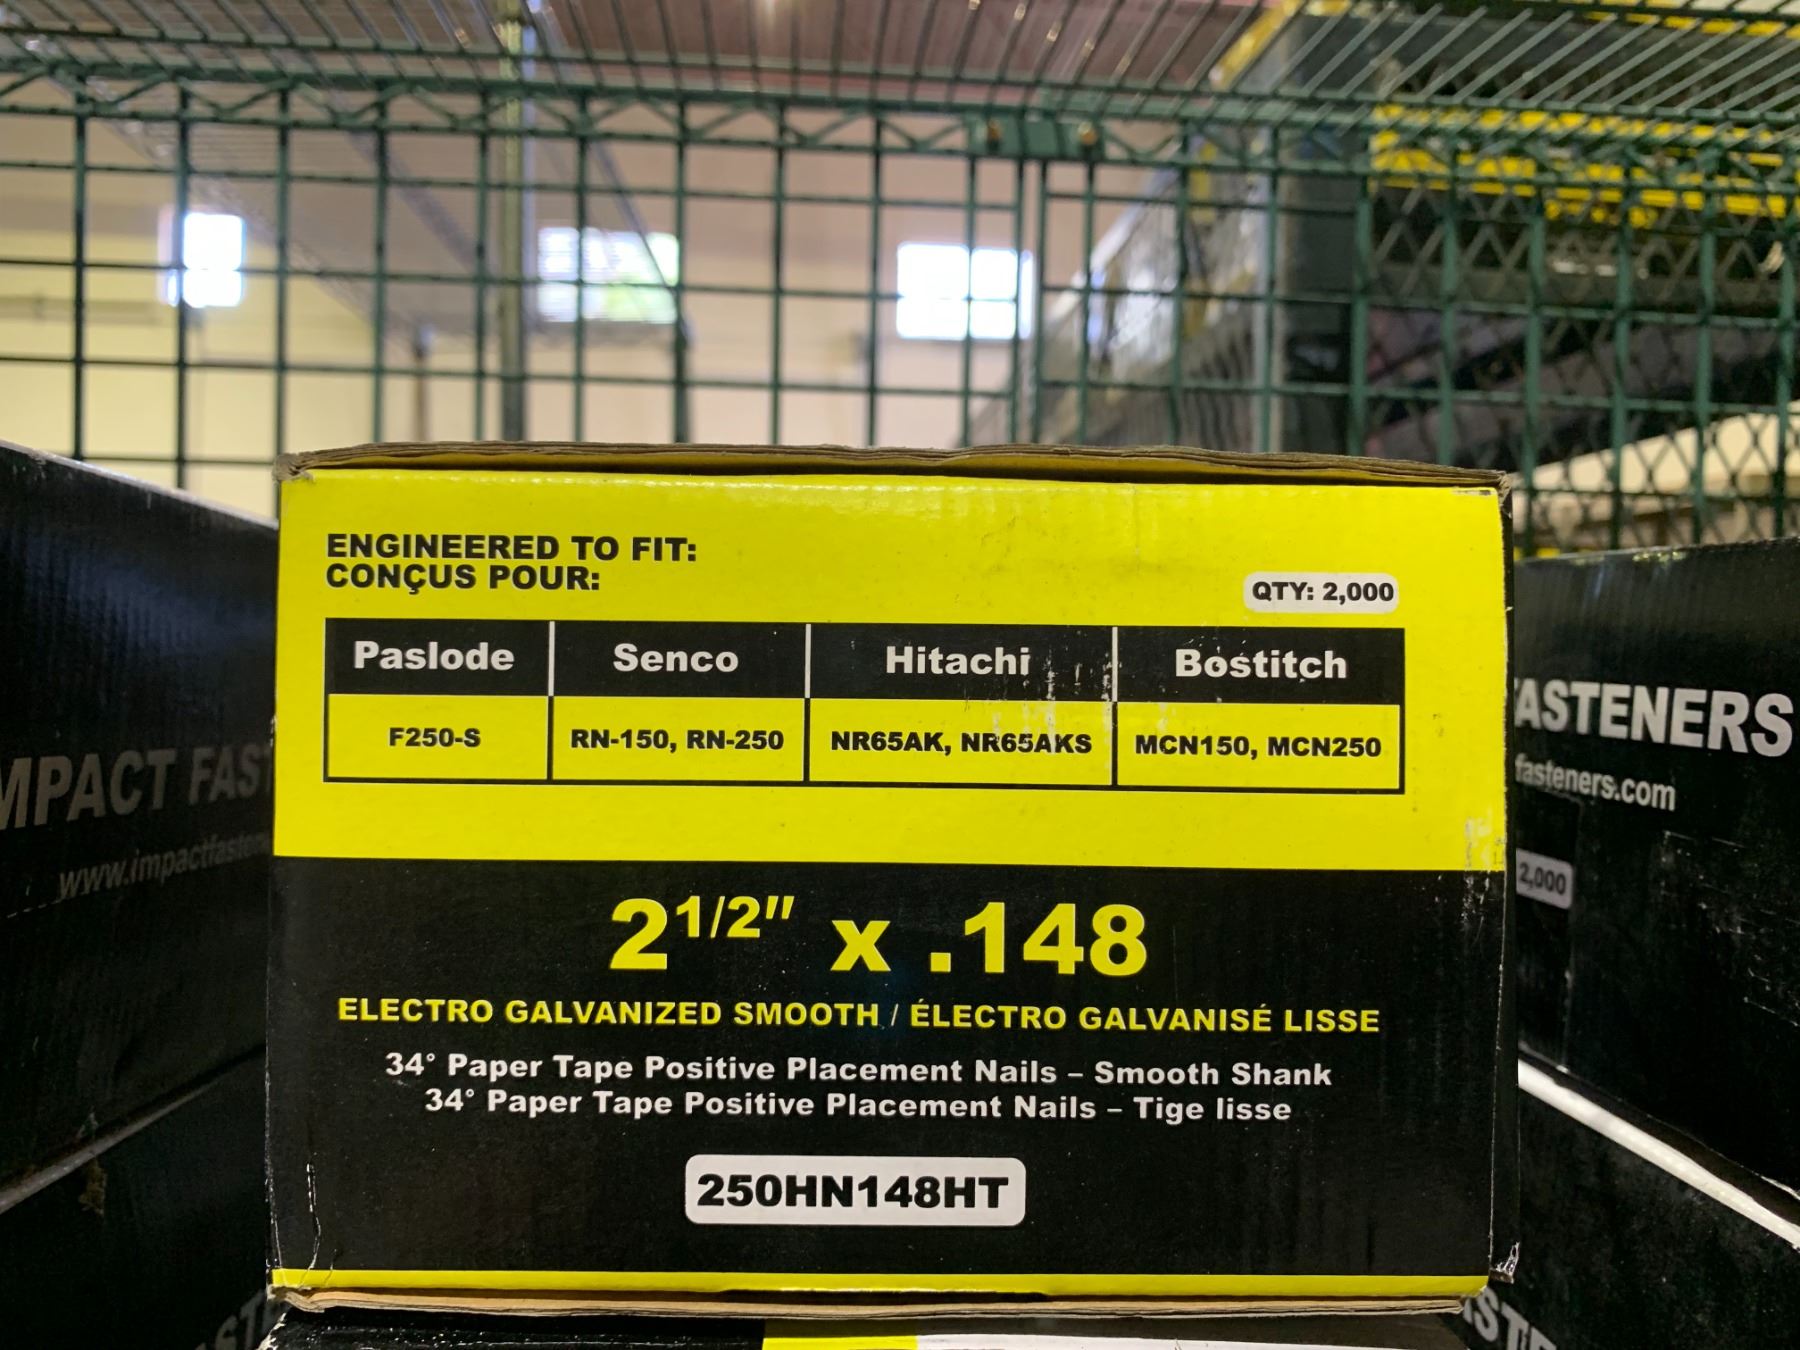 ENGINEERED TO FIT:
CONÇUS POUR:
QTY: 2,000
Paslode Senco Hitachi Bostitch
F250-S RN-150, RN-250 NR65AK, NR65AKS MCN150, MCN250
2 1/2" x .148
ELECTRO GALVANIZED SMOOTH / ÉLECTRO GALVANISÉ LISSE
34° Paper Tape Positive Placement Nails – Smooth Shank
34° Paper Tape Positive Placement Nails – Tige lisse
250HN148HT
MPACT FAST
www.impactfasten
ASTENERS
fasteners.com
2,000